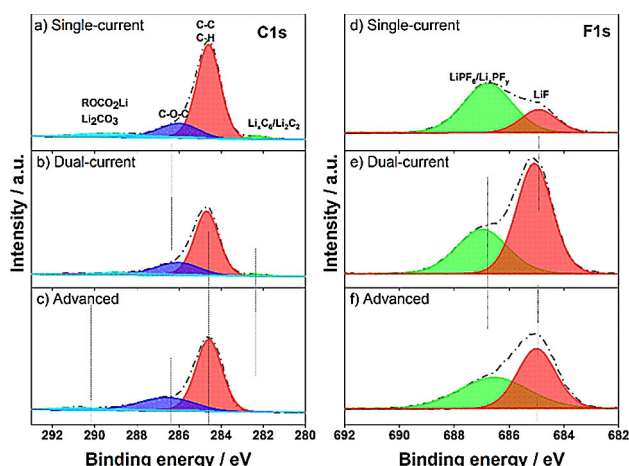 a) Single-current
C-C
C-H
C1s
ROCO₂Li
Li₂CO₃
C-O-C
LiₓC₆/Li₂C₂
b) Dual-current
c) Advanced
Intensity / a.u.
292 290 288 286 284 282 280
Binding energy / eV
d) Single-current
F1s
LiPF₆/LiₓPFᵧ
LiF
e) Dual-current
f) Advanced
Intensity / a.u.
692 690 688 686 684 682
Binding energy / eV